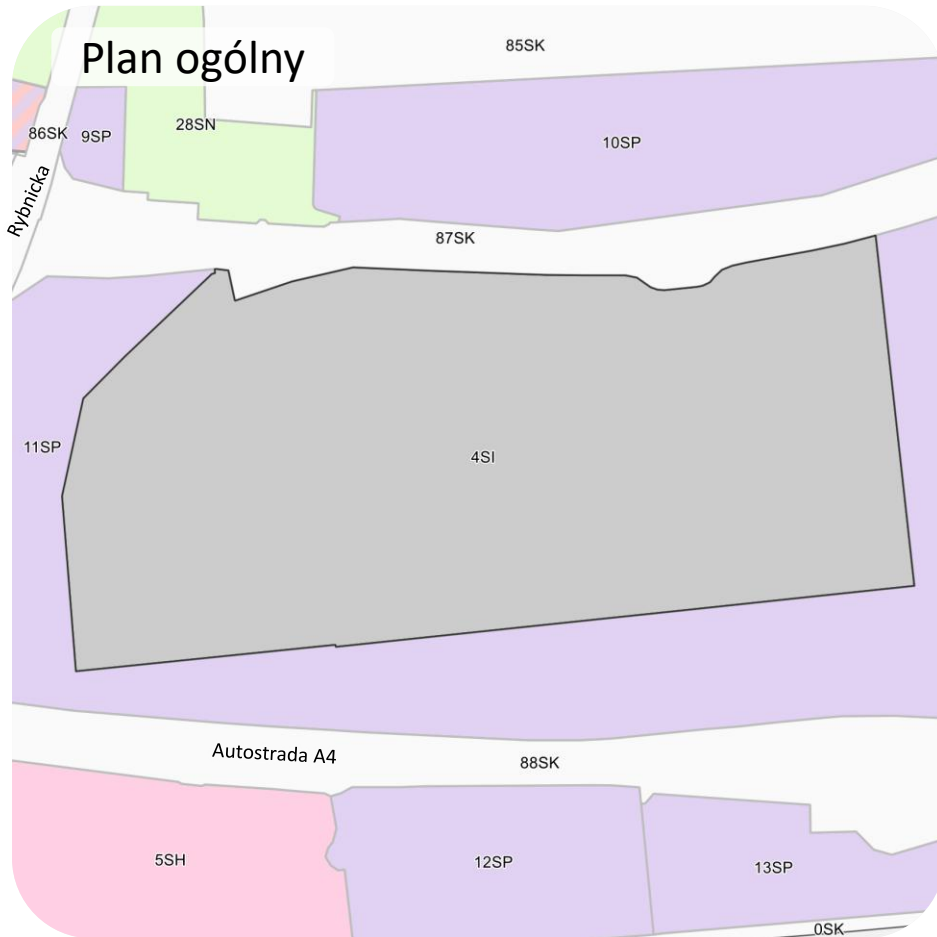 Plan ogólny
85SK
28SN
86SK
9SP
10SP
Rybnicka
87SK
11SP
4SI
Autostrada A4
88SK
5SH
12SP
13SP
0SK